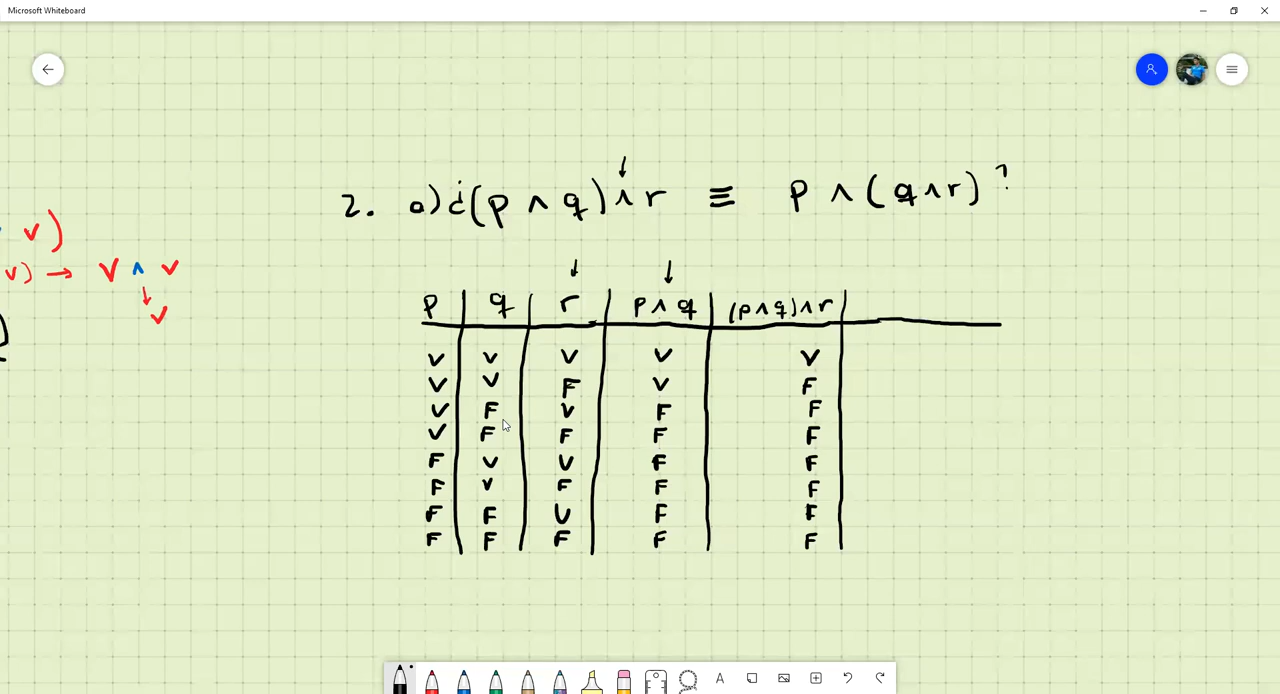 Microsoft Whiteboard
2. a) ¿(p ∧ q) ∧ r ≡ p ∧ (q ∧ r)?
v)
v) → v ∧ v
v
p q r p ∧ q (p ∧ q) ∧ r
V V V V V
V V F V F
V F V F F
V F F F F
F V V F F
F V F F F
F F V F F
F F F F F
A